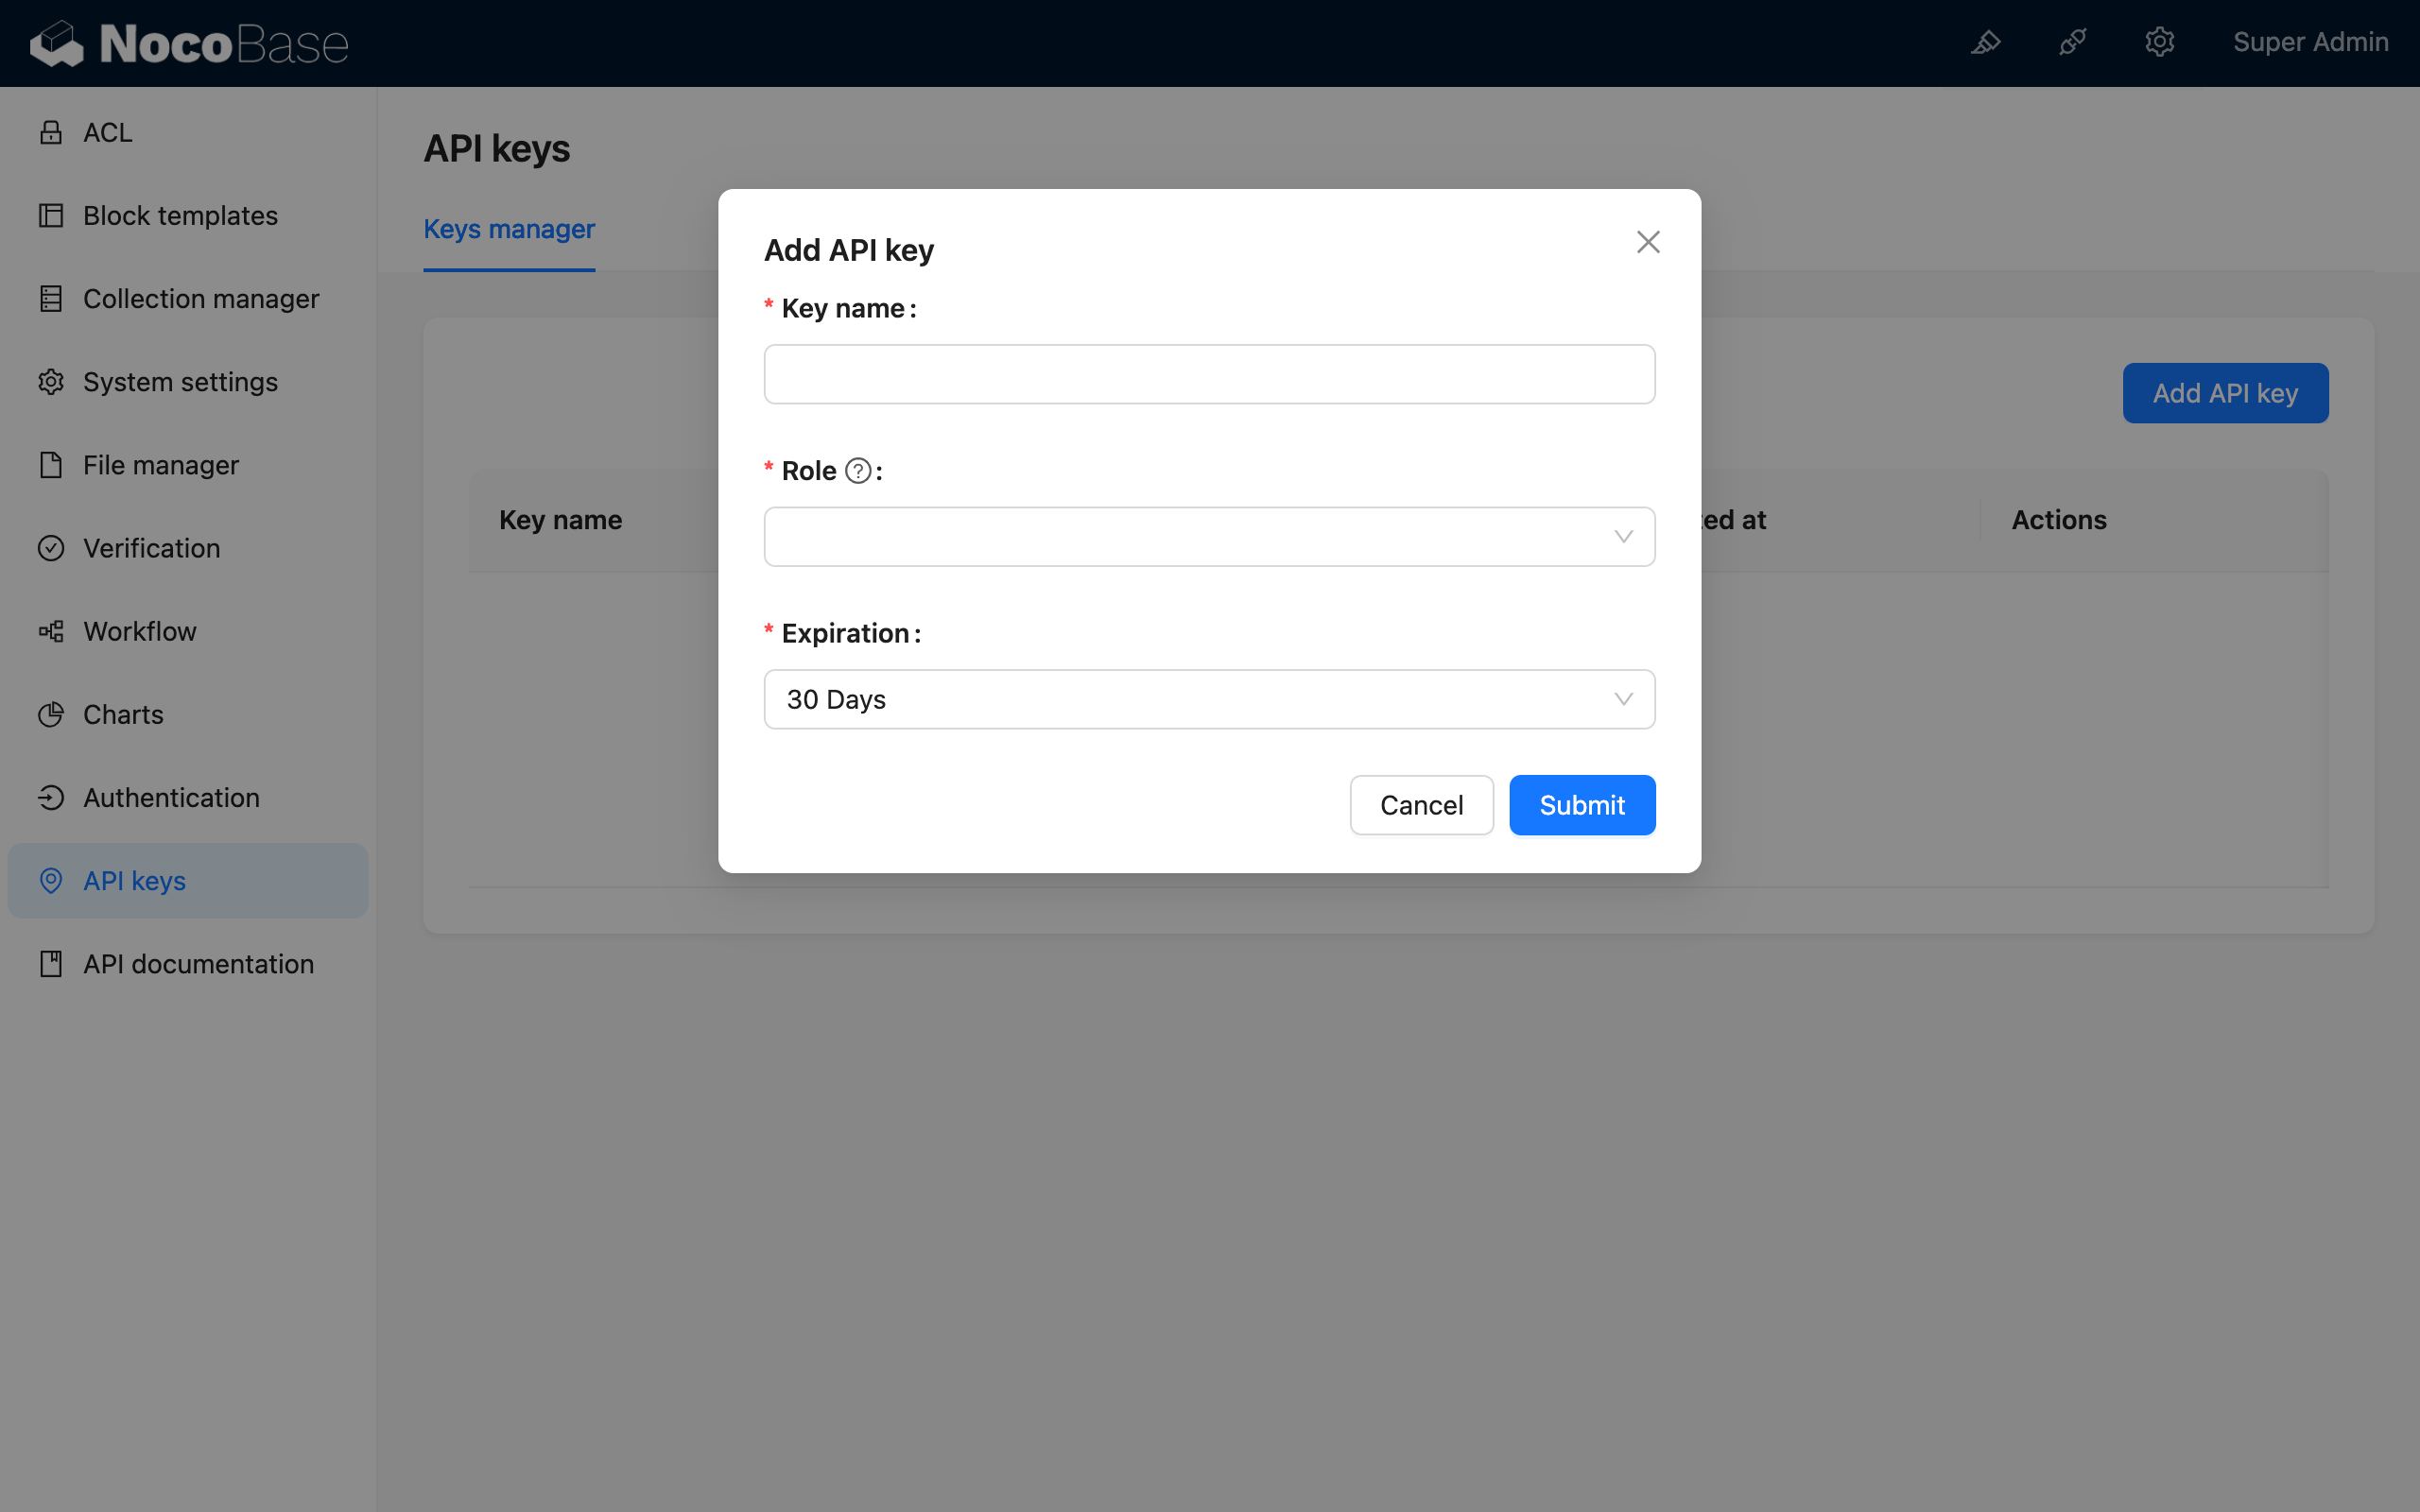 NocoBase
Super Admin
ACL
Block templates
Collection manager
System settings
File manager
Verification
Workflow
Charts
Authentication
API keys
API documentation
API keys
Keys manager
Add API key
Key name
Actions
Add API key
* Key name :
* Role ? :
* Expiration :
30 Days
Cancel
Submit